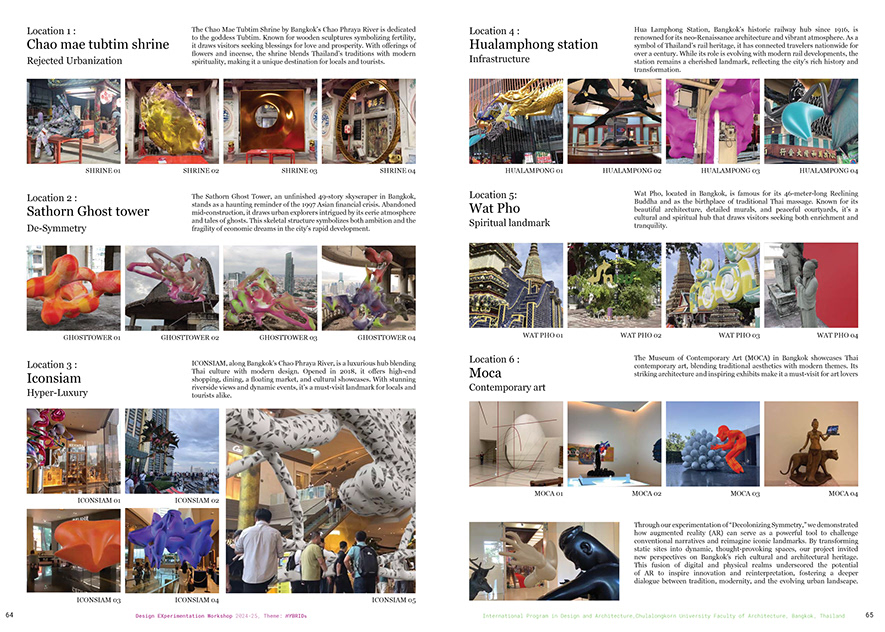 Location 1 :
Chao mae tubtim shrine
Rejected Urbanization
The Chao Mae Tubtim Shrine by Bangkok's Chao Phraya River is dedicated
to the goddess Tubtim. Known for wooden sculptures symbolizing fertility,
it draws visitors seeking blessings for love and prosperity. With offerings of
flowers and incense, the shrine blends Thailand's traditions with modern
spirituality, making it a unique destination for locals and tourists.
SHRINE 01
SHRINE 02
SHRINE 03
SHRINE 04
Location 2 :
Sathorn Ghost tower
De-Symmetry
The Sathorn Ghost Tower, an unfinished 49-story skyscraper in Bangkok,
stands as a haunting reminder of the 1997 Asian financial crisis. Abandoned
mid-construction, it draws urban explorers intrigued by its eerie atmosphere
and tales of ghosts. This skeletal structure symbolizes both ambition and the
fragility of economic dreams in the city's rapid development.
GHOSTTOWER 01
GHOSTTOWER 02
GHOSTTOWER 03
GHOSTTOWER 04
Location 3 :
Iconsiam
Hyper-Luxury
ICONSIAM, along Bangkok's Chao Phraya River, is a luxurious hub blending
Thai culture with modern design. Opened in 2018, it offers high-end
shopping, dining, a floating market, and cultural showcases. With stunning
riverside views and dynamic events, it's a must-visit landmark for locals and
tourists alike.
ICONSIAM 01
ICONSIAM 02
ICONSIAM 03
ICONSIAM 04
ICONSIAM 05
64
Design EXperimentation Workshop 2024-25, Theme: HYBRIDs
Location 4 :
Hualamphong station
Infrastructure
Hua Lamphong Station, Bangkok's historic railway hub since 1916, is
renowned for its neo-Renaissance architecture and vibrant atmosphere. As a
symbol of Thailand's rail heritage, it has connected travelers nationwide for
over a century. While its role is evolving with modern rail developments, the
station remains a cherished landmark, reflecting the city's rich history and
transformation.
HUALAMPONG 01
HUALAMPONG 02
HUALAMPONG 03
HUALAMPONG 04
Location 5:
Wat Pho
Spiritual landmark
Wat Pho, located in Bangkok, is famous for its 46-meter-long Reclining
Buddha and as the birthplace of traditional Thai massage. Known for its
beautiful architecture, detailed murals, and peaceful courtyards, it's a
cultural and spiritual hub that draws visitors seeking both enrichment and
tranquility.
WAT PHO 01
WAT PHO 02
WAT PHO 03
WAT PHO 04
Location 6 :
Moca
Contemporary art
The Museum of Contemporary Art (MOCA) in Bangkok showcases Thai
contemporary art, blending traditional aesthetics with modern themes. Its
striking architecture and inspiring exhibits make it a must-visit for art lovers
MOCA 01
MOCA 02
MOCA 03
MOCA 04
Through our experimentation of "Decolonizing Symmetry," we demonstrated
how augmented reality (AR) can serve as a powerful tool to challenge
conventional narratives and reimagine iconic landmarks. By transforming
static sites into dynamic, thought-provoking spaces, our project invited
new perspectives on Bangkok's rich cultural and architectural heritage.
This fusion of digital and physical realms underscored the potential
of AR to inspire innovation and reinterpretation, fostering a deeper
dialogue between tradition, modernity, and the evolving urban landscape.
International Program in Design and Architecture,Chulalongkorn University Faculty of Architecture, Bangkok, Thailand
65